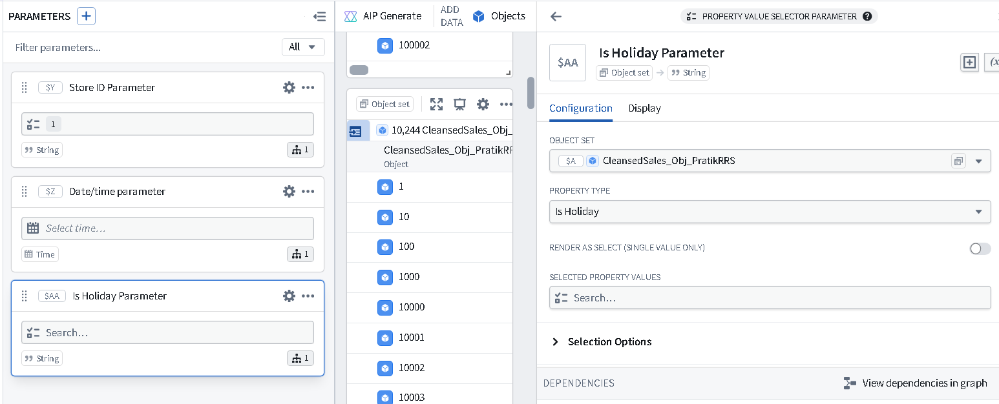 PARAMETERS
Filter parameters...
All
$Y
Store ID Parameter
1
String
1
$Z
Date/time parameter
Select time...
Time
1
$AA
Is Holiday Parameter
Search...
String
1
AIP Generate
ADD
DATA
Objects
100002
Object set
10,244 CleansedSales_Obj_
CleansedSales_Obj_PratikRR
Object
1
10
100
1000
10000
10001
10002
10003
PROPERTY VALUE SELECTOR PARAMETER ?
$AA
Is Holiday Parameter
Object set → String
(x
Configuration
Display
OBJECT SET
$A
CleansedSales_Obj_PratikRRS
PROPERTY TYPE
Is Holiday
RENDER AS SELECT (SINGLE VALUE ONLY)
SELECTED PROPERTY VALUES
Search...
Selection Options
DEPENDENCIES
View dependencies in graph